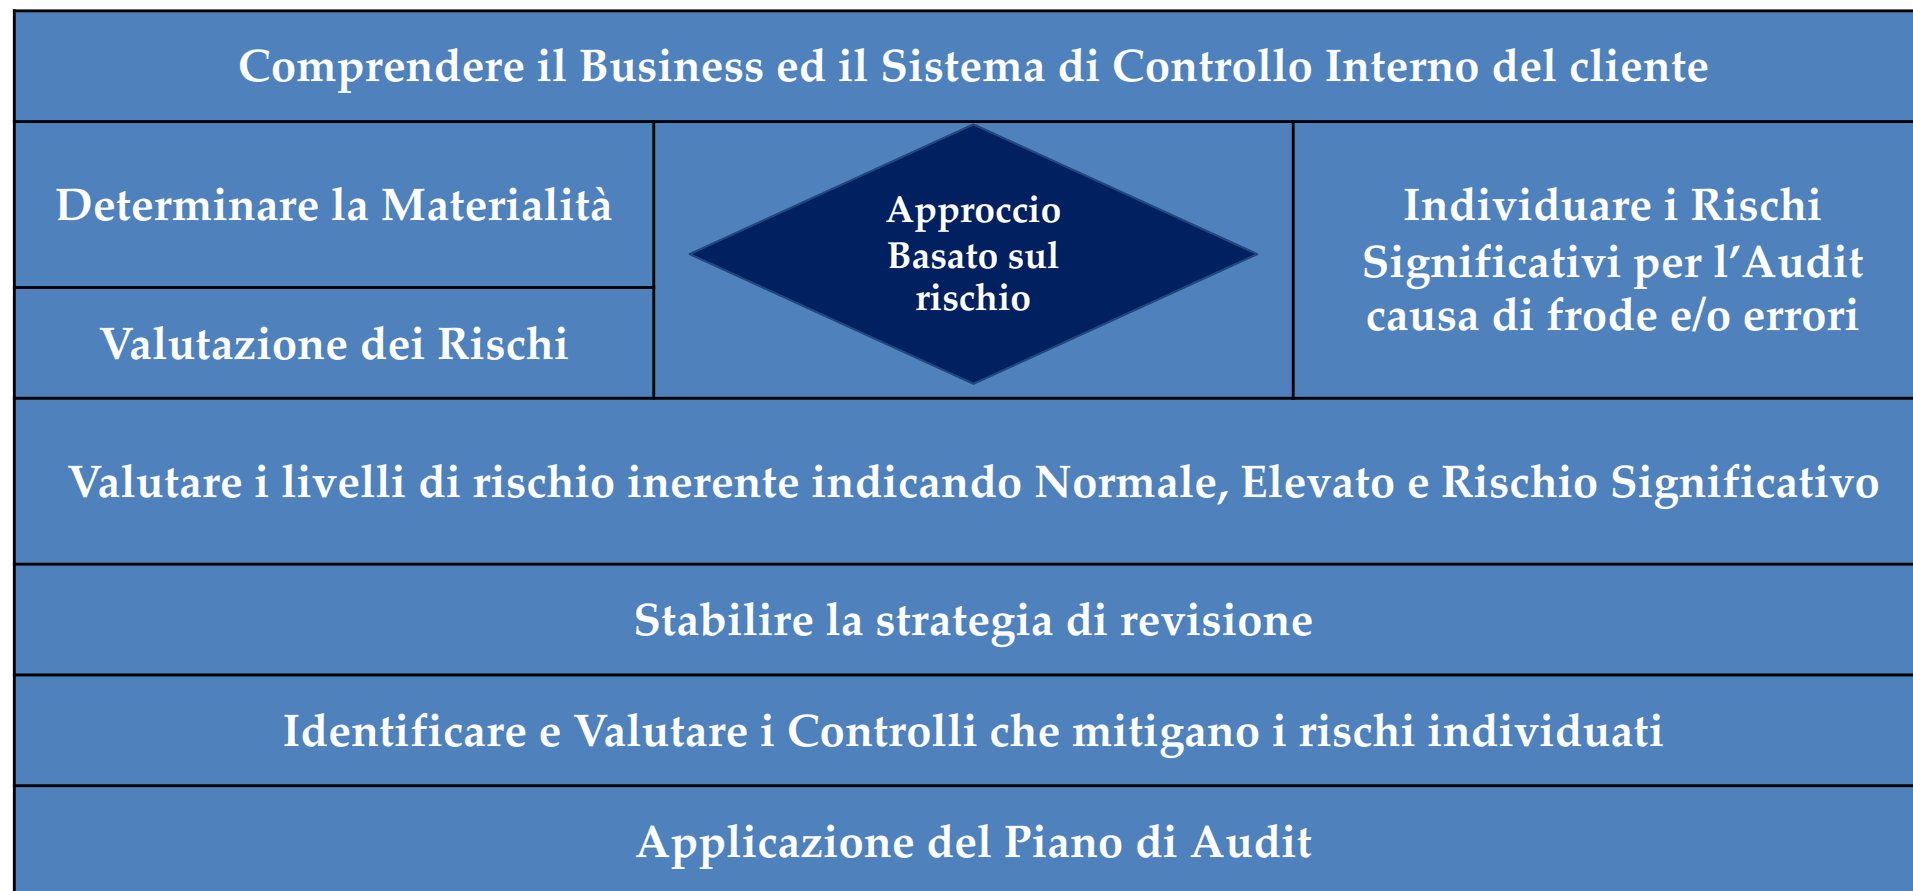 Comprendere il Business ed il Sistema di Controllo Interno del cliente
Determinare la Materialità
Valutazione dei Rischi
Approccio
Basato sul
rischio
Individuare i Rischi
Significativi per l’Audit
causa di frode e/o errori
Valutare i livelli di rischio inerente indicando Normale, Elevato e Rischio Significativo
Stabilire la strategia di revisione
Identificare e Valutare i Controlli che mitigano i rischi individuati
Applicazione del Piano di Audit